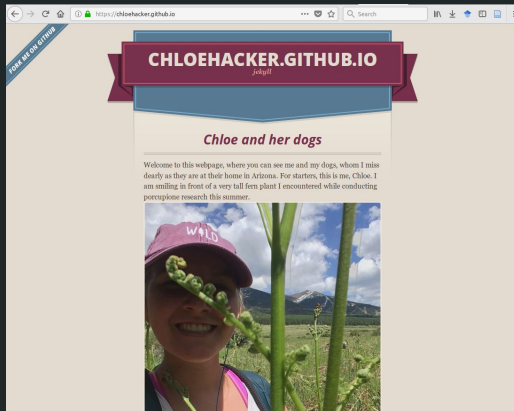 https://chloehacker.github.io
Search
FORK ME ON GITHUB
CHLOEHACKER.GITHUB.IO
jekyll
Chloe and her dogs
Welcome to this webpage, where you can see me and my dogs, whom I miss
dearly as they are at their home in Arizona. For starters, this is me, Chloe. I
am smiling in front of a very tall fern plant I encountered while conducting
porcupione research this summer.
WILD